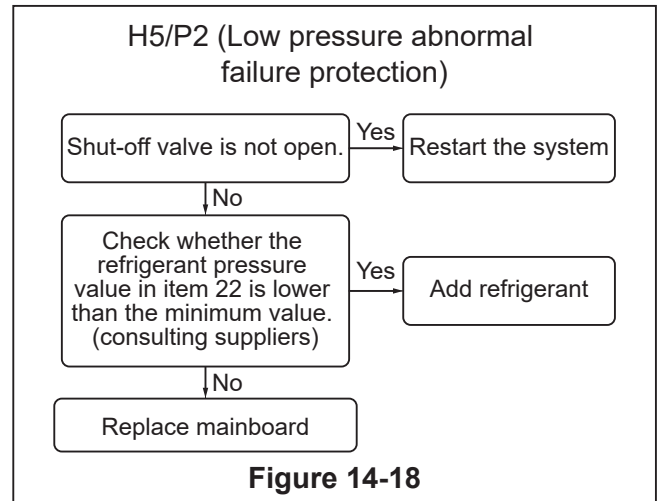 H5/P2 (Low pressure abnormal
failure protection)
Shut-off valve is not open.
Yes
Restart the system
No
Check whether the
refrigerant pressure
value in item 22 is lower
than the minimum value.
(consulting suppliers)
Yes
Add refrigerant
No
Replace mainboard
Figure 14-18